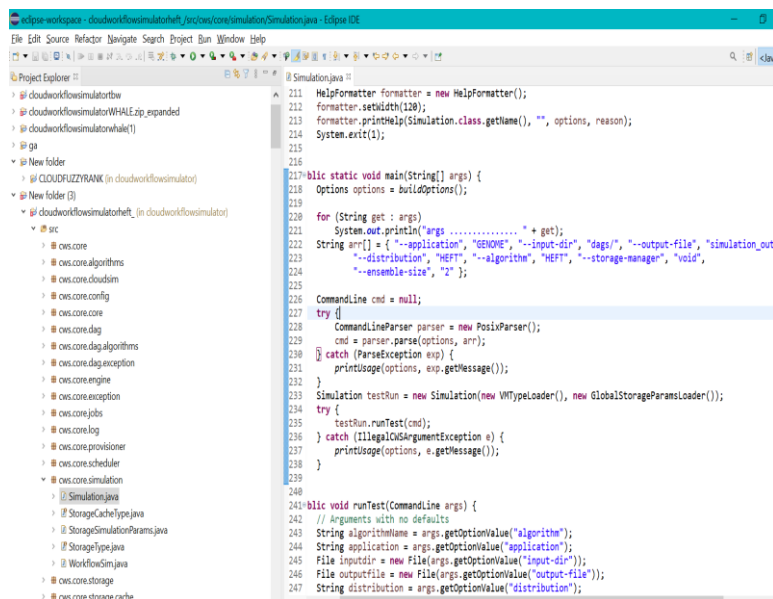 eclipse-workspace - cloudworkflowsimulatorheft_/src/cws/core/simulation/Simulation.java - Eclipse IDE
File Edit Source Refactor Navigate Search Project Run Window Help
Project Explorer
cloudworkflowsimulatortbw
cloudworkflowsimulatorWHALE.zip_expanded
cloudworkflowsimulatorwhale(1)
ga
New folder
CLOUDFUZZYRANK (in cloudworkflowsimulator)
New folder (3)
cloudworkflowsimulatorheft_ (in cloudworkflowsimulator)
src
cws.core
cws.core.algorithms
cws.core.cloudsim
cws.core.config
cws.core.core
cws.core.dag
cws.core.dag.algorithms
cws.core.dag.exception
cws.core.engine
cws.core.exception
cws.core.jobs
cws.core.log
cws.core.provisioner
cws.core.scheduler
cws.core.simulation
Simulation.java
StorageCacheType.java
StorageSimulationParams.java
StorageType.java
WorkflowSim.java
cws.core.storage
cws.core.storage.cache
<Jav
Simulation.java
211 HelpFormatter formatter = new HelpFormatter();
212 formatter.setWidth(120);
213 formatter.printHelp(Simulation.class.getName(), "", options, reason);
214 System.exit(1);
215
216
217 blic static void main(String[] args) {
218 Options options = buildOptions();
219
220 for (String get : args)
221 System.out.println("args ............... " + get);
222 String arr[] = { "--application", "GENOME", "--input-dir", "dags/", "--output-file", "simulation_out
223 "--distribution", "HEFT", "--algorithm", "HEFT", "--storage-manager", "void",
224 "--ensemble-size", "2" };
225
226 CommandLine cmd = null;
227 try {
228 CommandLineParser parser = new PosixParser();
229 cmd = parser.parse(options, arr);
230 } catch (ParseException exp) {
231 printUsage(options, exp.getMessage());
232 }
233 Simulation testRun = new Simulation(new VMTypeLoader(), new GlobalStorageParamsLoader());
234 try {
235 testRun.runTest(cmd);
236 } catch (IllegalCWSArgumentException e) {
237 printUsage(options, e.getMessage());
238 }
239
240
241 blic void runTest(CommandLine args) {
242 // Arguments with no defaults
243 String algorithmName = args.getOptionValue("algorithm");
244 String application = args.getOptionValue("application");
245 File inputdir = new File(args.getOptionValue("input-dir"));
246 File outputfile = new File(args.getOptionValue("output-file"));
247 String distribution = args.getOptionValue("distribution");